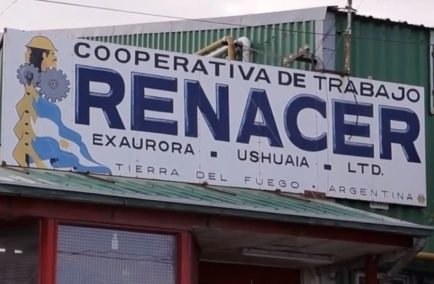 COOPERATIVA DE TRABAJO
RENACER
EXAURORA · USHUAIA · LTD.
TIERRA DEL FUEGO · ARGENTINA